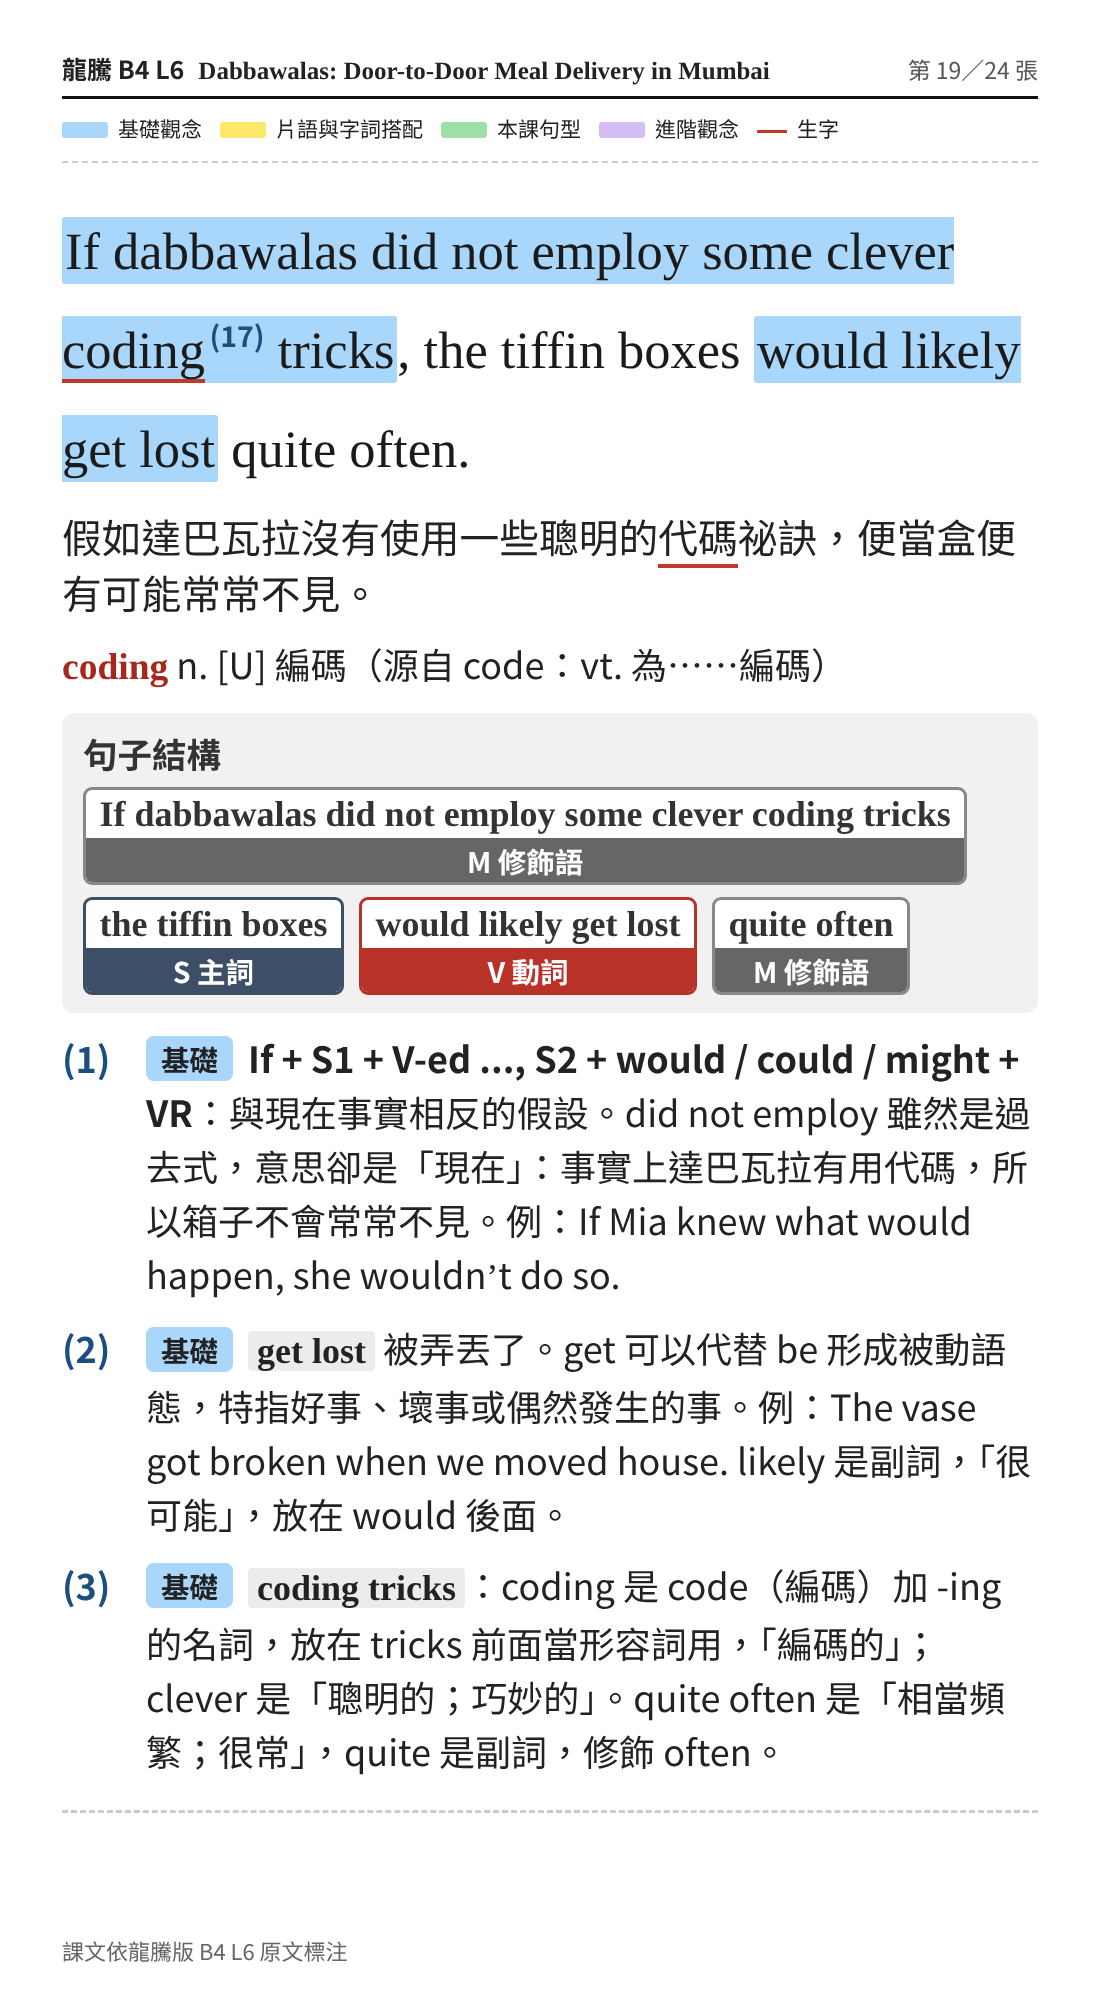 龍騰 B4 L6 Dabbawalas: Door-to-Door Meal Delivery in Mumbai 第 19／24 張
基礎觀念 片語與字詞搭配 本課句型 進階觀念 生字
If dabbawalas did not employ some clever
coding(17) tricks, the tiffin boxes would likely
get lost quite often.
假如達巴瓦拉沒有使用一些聰明的代碼祕訣，便當盒便
有可能常常不見。
coding n. [U] 編碼（源自 code：vt. 為⋯⋯編碼）
句子結構
If dabbawalas did not employ some clever coding tricks
M 修飾語
the tiffin boxes would likely get lost quite often
S 主詞 V 動詞 M 修飾語
(1) 基礎 If + S1 + V-ed ..., S2 + would / could / might +
VR：與現在事實相反的假設。did not employ 雖然是過
去式，意思卻是「現在」：事實上達巴瓦拉有用代碼，所
以箱子不會常常不見。例：If Mia knew what would
happen, she wouldn’t do so.
(2) 基礎 get lost 被弄丟了。get 可以代替 be 形成被動語
態，特指好事、壞事或偶然發生的事。例：The vase
got broken when we moved house. likely 是副詞，「很
可能」，放在 would 後面。
(3) 基礎 coding tricks：coding 是 code（編碼）加 -ing
的名詞，放在 tricks 前面當形容詞用，「編碼的」；
clever 是「聰明的；巧妙的」。quite often 是「相當頻
繁；很常」，quite 是副詞，修飾 often。
課文依龍騰版 B4 L6 原文標注